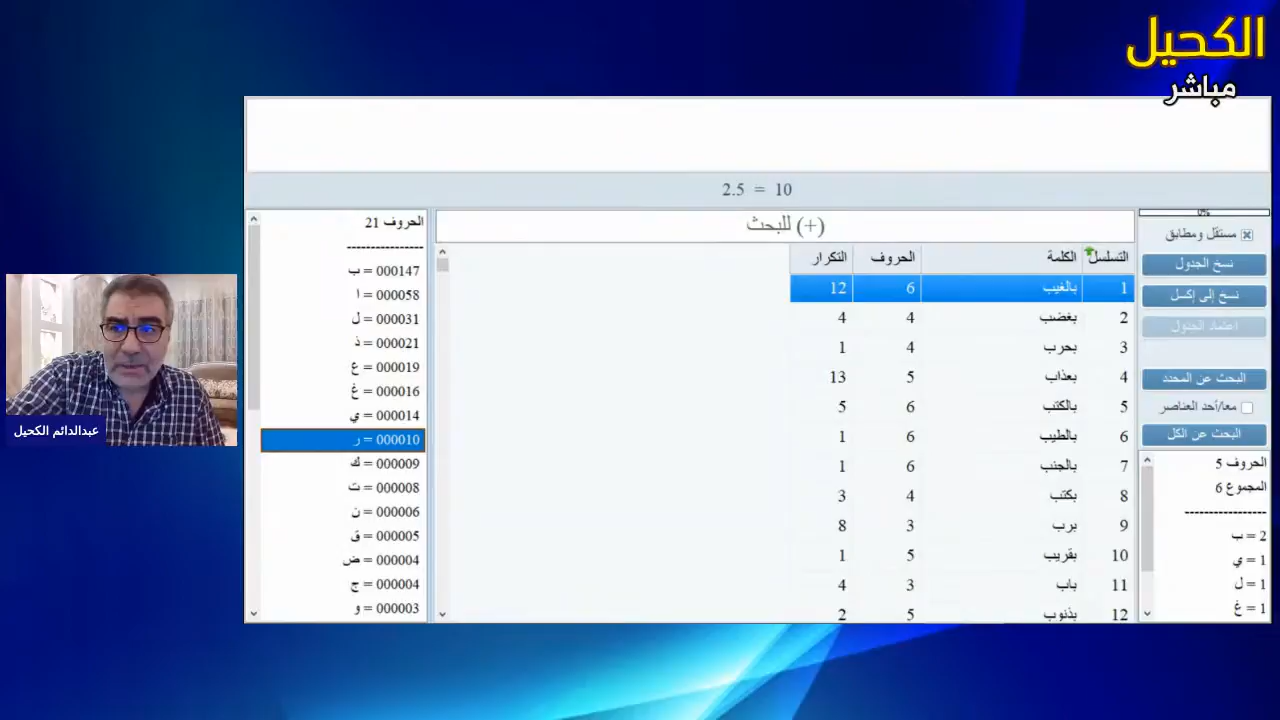 الكحيل
مباشر
2.5 = 10
0%
مستقل ومطابق
نسخ الجدول
نسخ إلى إكسل
اعتماد الجدول
البحث عن المحدد
معا/أحد العناصر
البحث عن الكل
الحروف 5
المجموع 6
-----------------
ب = 2
ي = 1
ل = 1
غ = 1
(+) للبحث
التسلسل الكلمة الحروف التكرار
1 بالغيب 6 12
2 بغضب 4 4
3 بحرب 4 1
4 بعذاب 5 13
5 بالكتب 6 5
6 بالطيب 6 1
7 بالجنب 6 1
8 بكتب 4 3
9 برب 3 8
10 بقريب 5 1
11 باب 3 4
12 بذنوب 5 2
الحروف 21
----------------
ب = 000147
ا = 000058
ل = 000031
ذ = 000021
ع = 000019
غ = 000016
ي = 000014
ر = 000010
ك = 000009
ت = 000008
ن = 000006
ق = 000005
ض = 000004
ج = 000004
و = 000003
عبدالدائم الكحيل